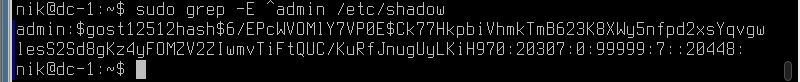 nik@dc-1:~$ sudo grep -E ^admin /etc/shadow
admin:$gost12512hash$6/EPcWVOMlY7VP0E$Ck77HkpbiVhmkTmB623K8XWy5nfpd2xsYqvgw
lesS2Sd8gKz4yFOMZV2ZIwmvTiFtQUC/KuRfJnugUyLKiH970:20307:0:99999:7::20448:
nik@dc-1:~$